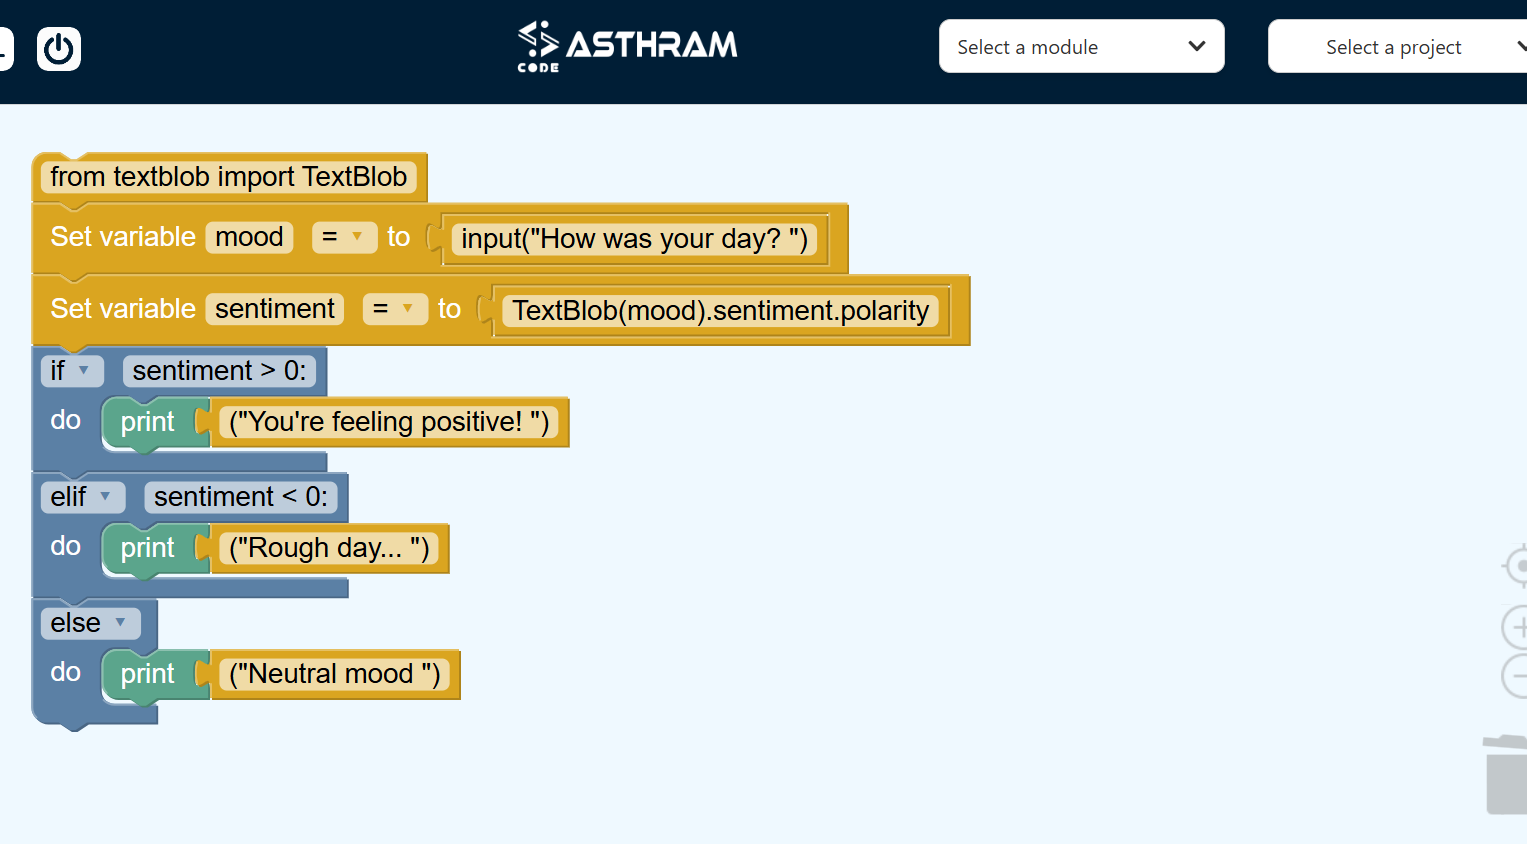 ASTHRAM
CODE
Select a module
Select a project
from textblob import TextBlob
Set variable mood = to input("How was your day? ")
Set variable sentiment = to TextBlob(mood).sentiment.polarity
if sentiment > 0:
do print ("You're feeling positive! ")
elif sentiment < 0:
do print ("Rough day... ")
else
do print ("Neutral mood ")